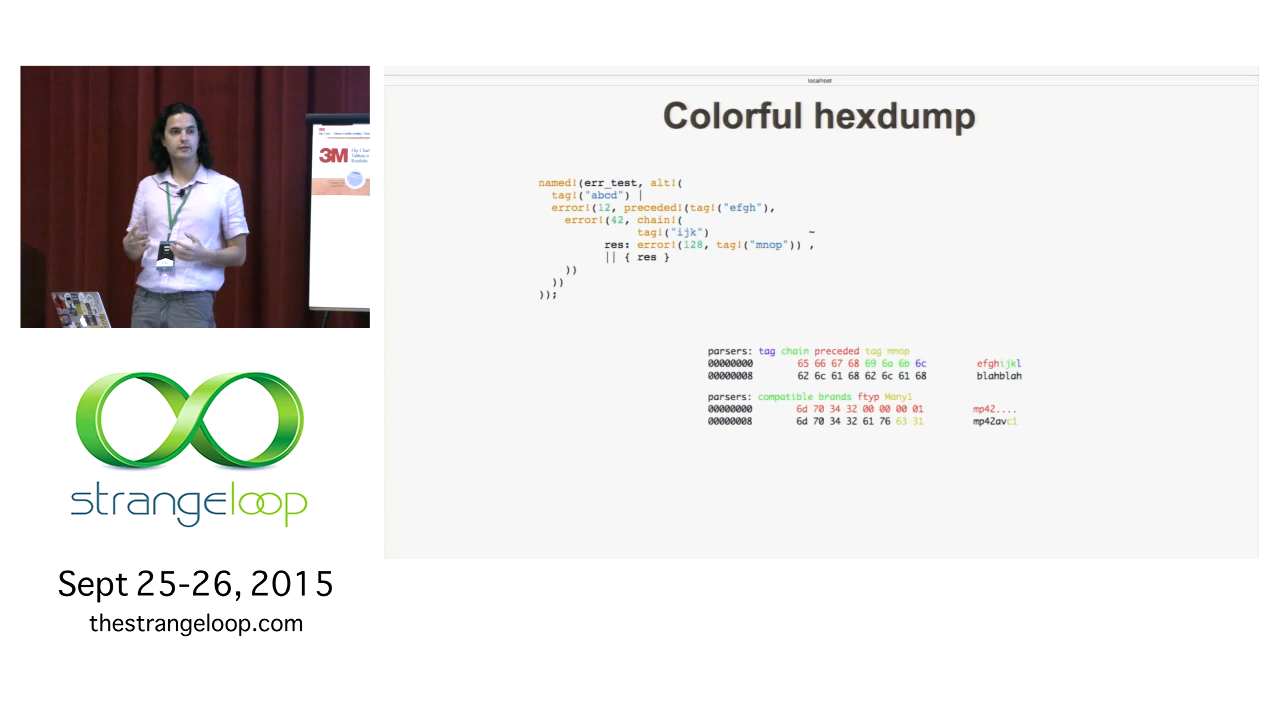 localhost
Colorful hexdump
named!(err_test, alt!(
tag!("abcd") |
error!(12, preceded!(tag!("efgh"),
error!(42, chain!(
tag!("ijk") ~
res: error!(128, tag!("mnop")) ,
|| { res }
))
))
));
parsers: tag chain preceded tag mnop
00000000 65 66 67 68 69 6a 6b 6c efghijkl
00000008 62 6c 61 68 62 6c 61 68 blahblah
parsers: compatible brands ftyp Many1
00000000 6d 70 34 32 00 00 00 01 mp42....
00000008 6d 70 34 32 61 76 63 31 mp42avc1
3M
3M
strangeloop
Sept 25-26, 2015
thestrangeloop.com